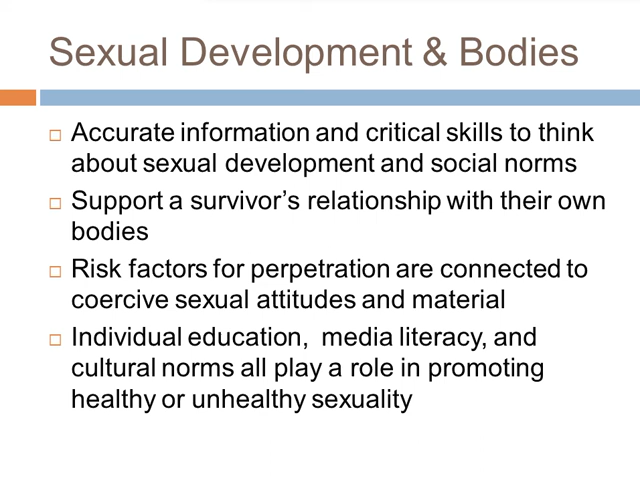 Sexual Development & Bodies
Accurate information and critical skills to think
about sexual development and social norms
Support a survivor’s relationship with their own
bodies
Risk factors for perpetration are connected to
coercive sexual attitudes and material
Individual education,  media literacy, and
cultural norms all play a role in promoting
healthy or unhealthy sexuality